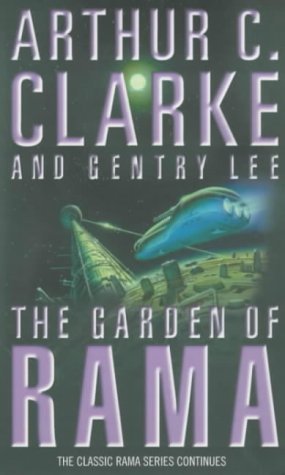 ARTHUR C.
CLARKE
AND GENTRY LEE
THE GARDEN OF
RAMA
THE CLASSIC RAMA SERIES CONTINUES